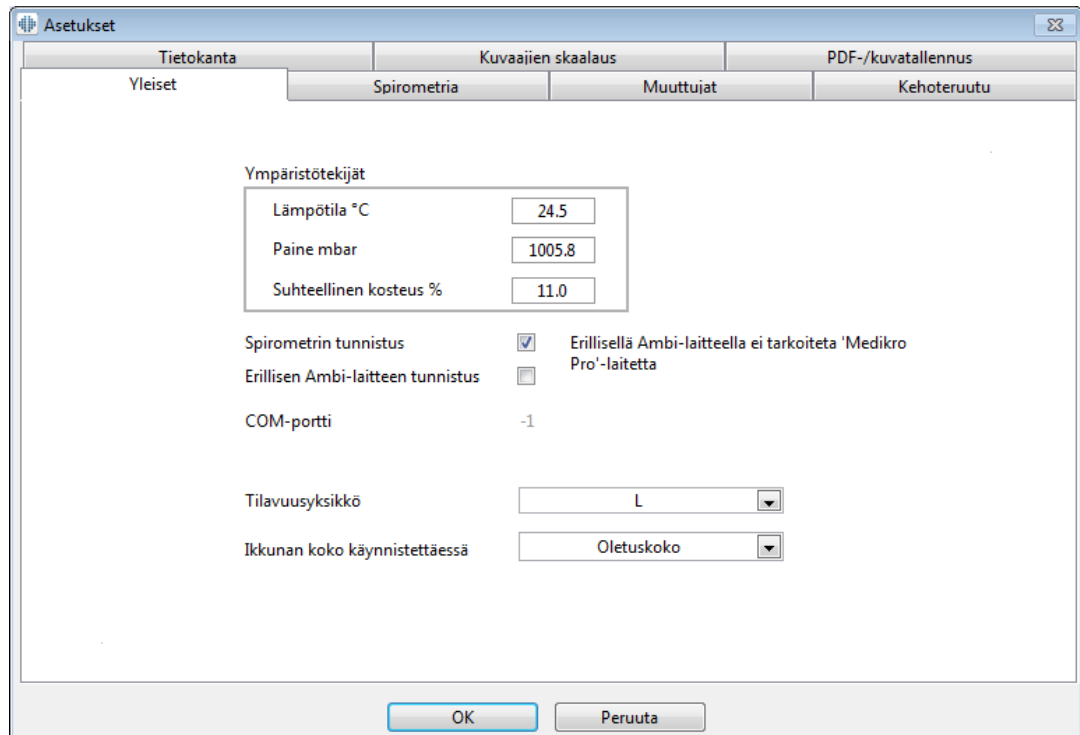 Asetukset
Tietokanta
Kuvaajien skaalaus
PDF-/kuvatallennus
Yleiset
Spirometria
Muuttujat
Kehoteruutu
Ympäristötekijät
Lämpötila °C 24.5
Paine mbar 1005.8
Suhteellinen kosteus % 11.0
Spirometrin tunnistus
Erillisen Ambi-laitteen tunnistus
Erillisellä Ambi-laitteella ei tarkoiteta 'Medikro
Pro'-laitetta
COM-portti -1
Tilavuusyksikkö L
Ikkunan koko käynnistettäessä Oletuskoko
OK
Peruuta